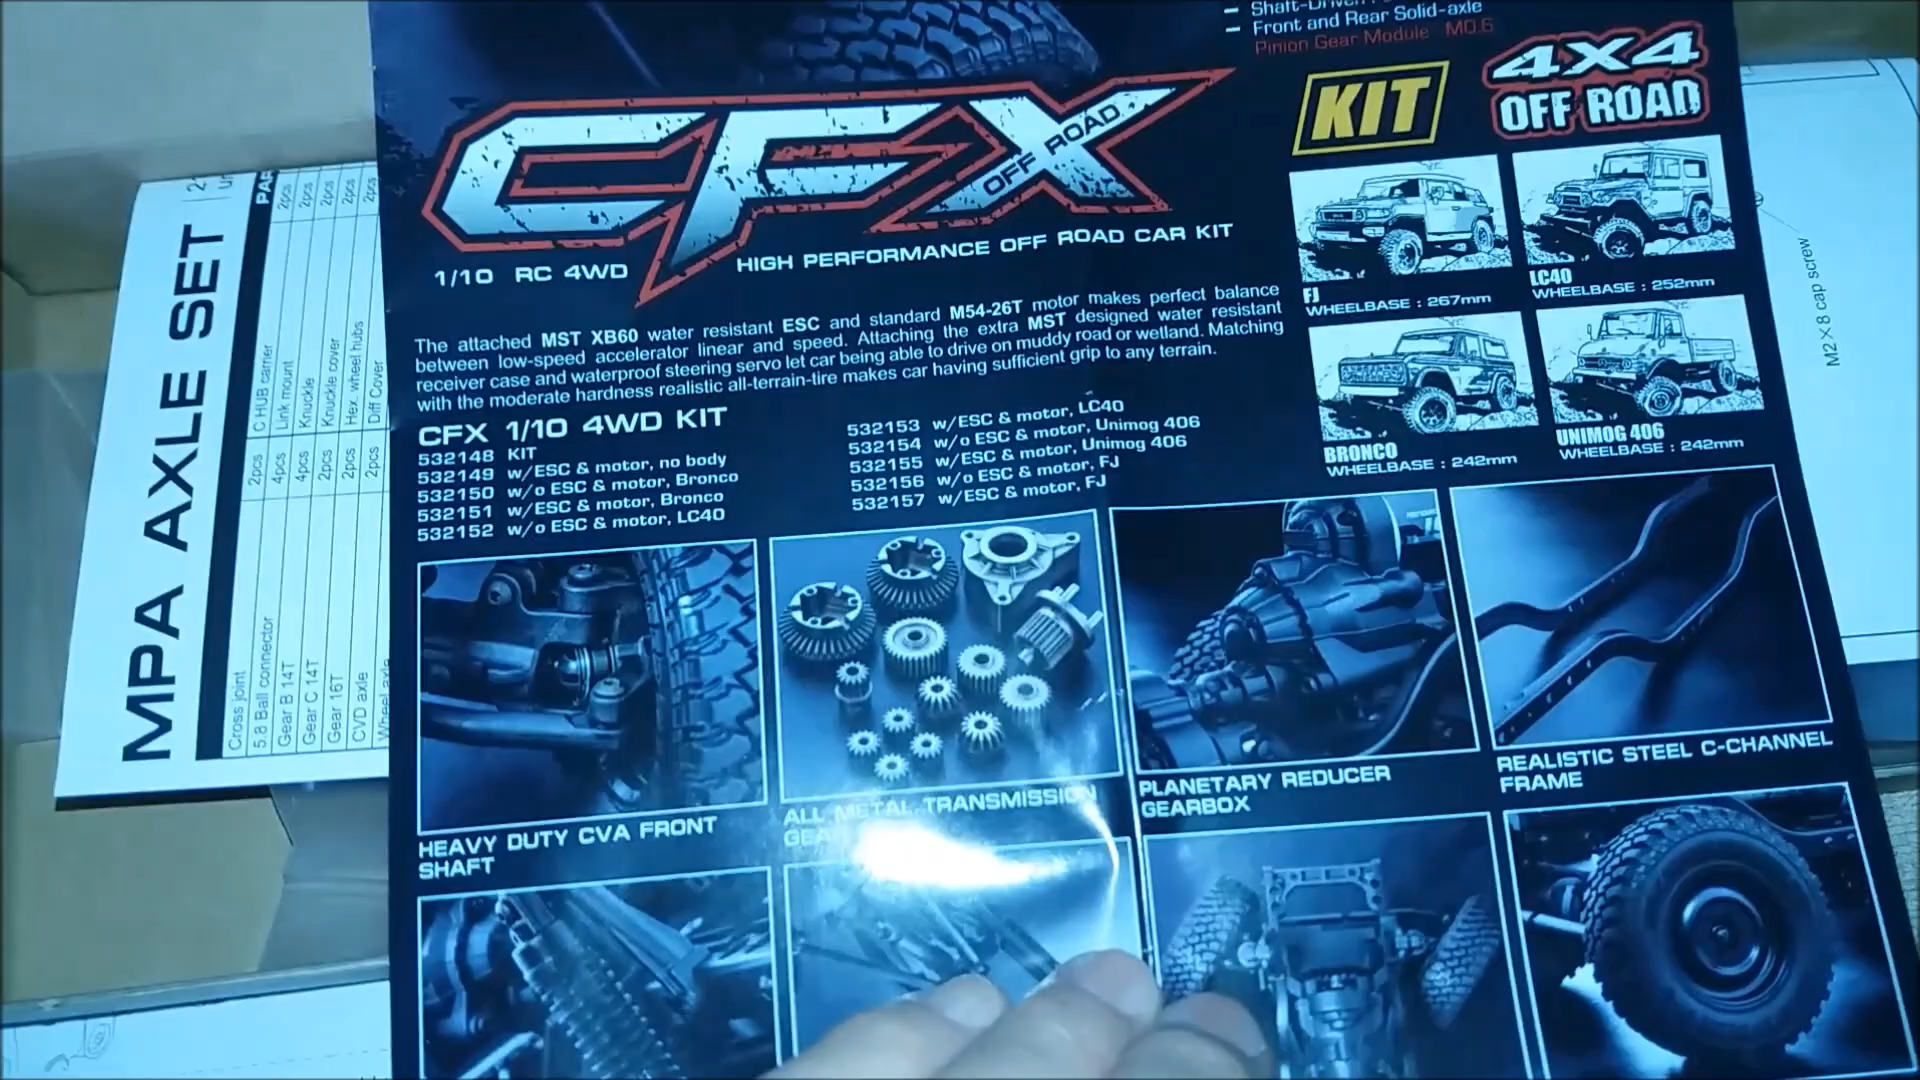 Front and Rear Solid-axle
Pinion Gear Module M0.6
CFX
OFF ROAD
KIT
4X4
OFF ROAD
1/10 RC 4WD
HIGH PERFORMANCE OFF ROAD CAR KIT
The attached MST XB60 water resistant ESC and standard M54-26T motor makes perfect balance
between low-speed accelerator linear and speed. Attaching the extra MST designed water resistant
receiver case and waterproof steering servo let car being able to drive on muddy road or wetland. Matching
with the moderate hardness realistic all-terrain-tire makes car having sufficient grip to any terrain.
FJ
WHEELBASE : 267mm
LC40
WHEELBASE : 252mm
BRONCO
WHEELBASE : 242mm
UNIMOG 406
WHEELBASE : 242mm
CFX 1/10 4WD KIT
532148 KIT
532149 w/ESC & motor, no body
532150 w/o ESC & motor, Bronco
532151 w/ESC & motor, Bronco
532152 w/o ESC & motor, LC40
532153 w/ESC & motor, LC40
532154 w/o ESC & motor, Unimog 406
532155 w/ESC & motor, Unimog 406
532156 w/o ESC & motor, FJ
532157 w/ESC & motor, FJ
HEAVY DUTY CVA FRONT
SHAFT
ALL METAL TRANSMISSION
PLANETARY REDUCER
GEARBOX
REALISTIC STEEL C-CHANNEL
FRAME
MPA AXLE SET
Cross joint 2pcs C HUB carrier 2pcs
5.8 Ball connector 4pcs Link mount 2pcs
Gear B 14T 4pcs Knuckle 2pcs
Gear C 14T 2pcs Knuckle cover 2pcs
Gear 16T 2pcs Hex. wheel hubs 2pcs
CVD axle 2pcs Diff Cover
M2×8 cap screw